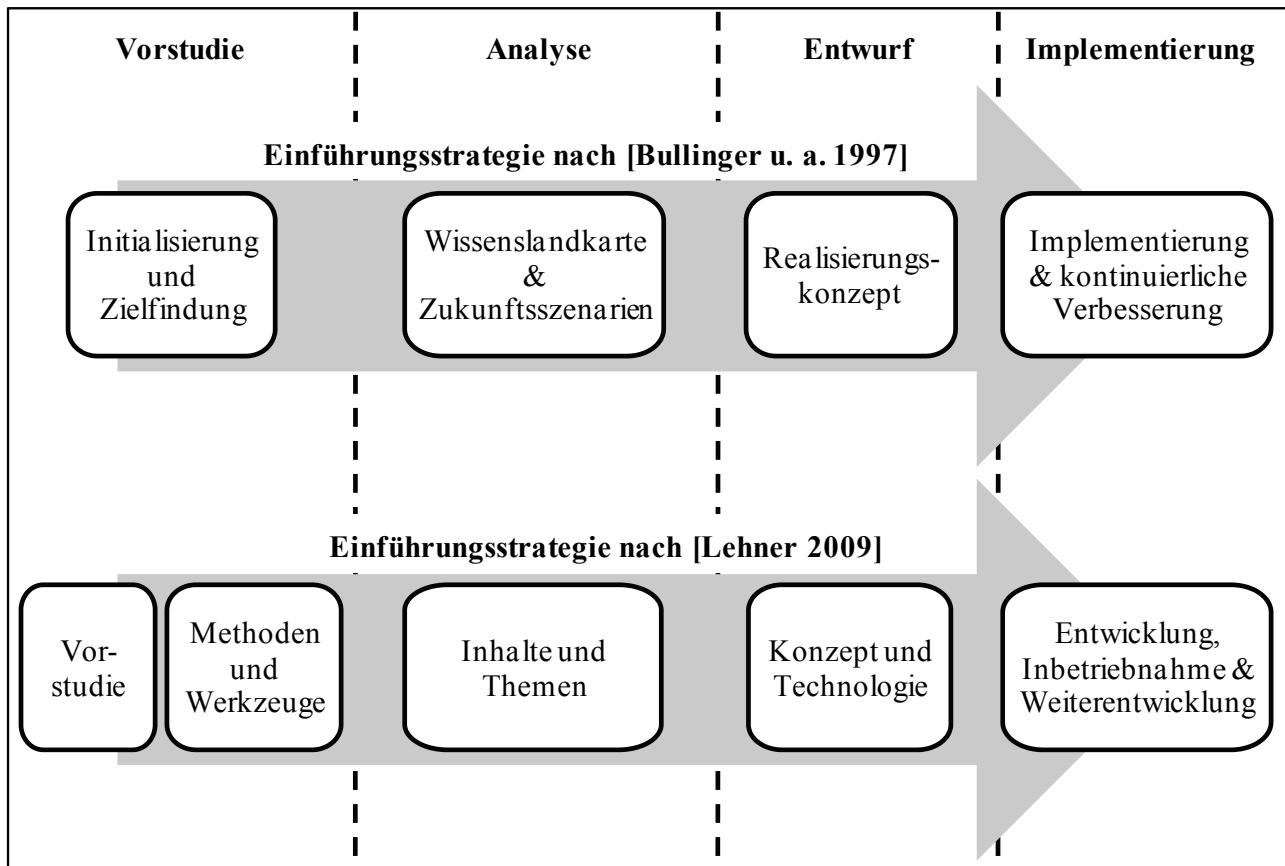 Vorstudie
Analyse
Entwurf
Implementierung
Einführungsstrategie nach [Bullinger u. a. 1997]
Initialisierung
und
Zielfindung
Wissenslandkarte
&
Zukunftsszenarien
Realisierungs-
konzept
Implementierung
& kontinuierliche
Verbesserung
Einführungsstrategie nach [Lehner 2009]
Vor-
studie
Methoden
und
Werkzeuge
Inhalte und
Themen
Konzept und
Technologie
Entwicklung,
Inbetriebnahme &
Weiterentwicklung